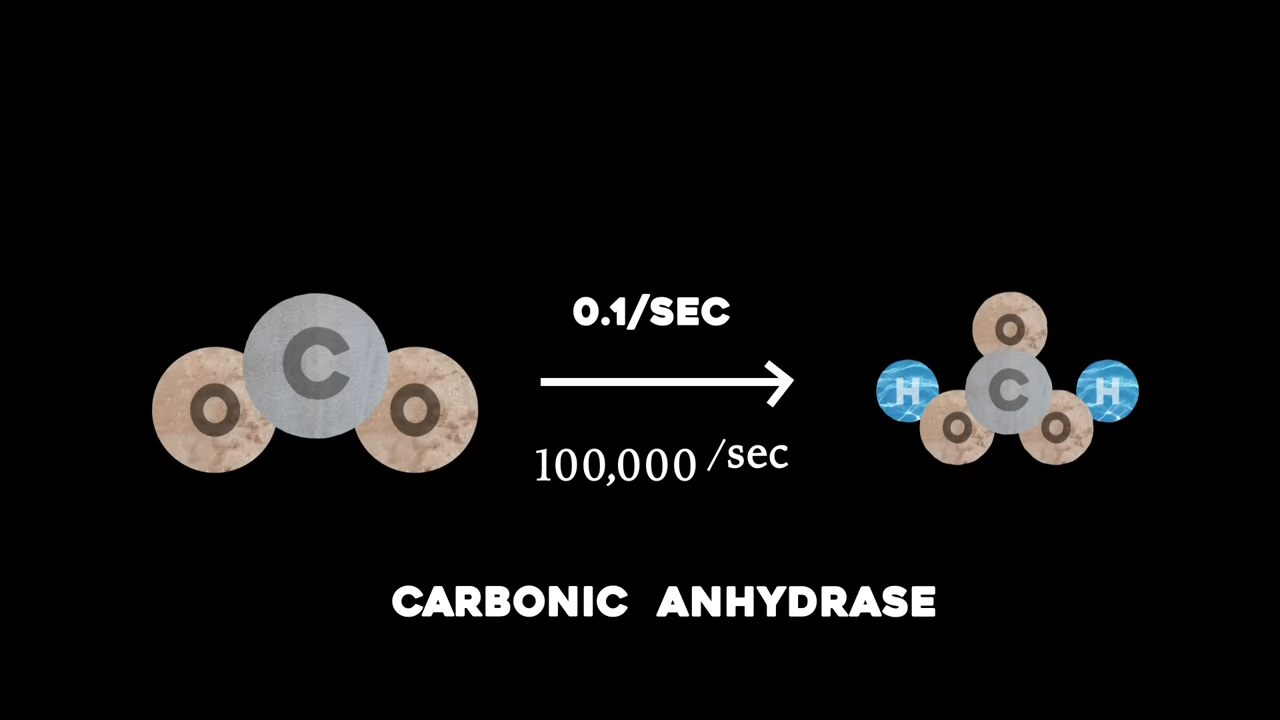 0.1/SEC
O C O
O
H C H
O O
100,000 /sec
CARBONIC ANHYDRASE